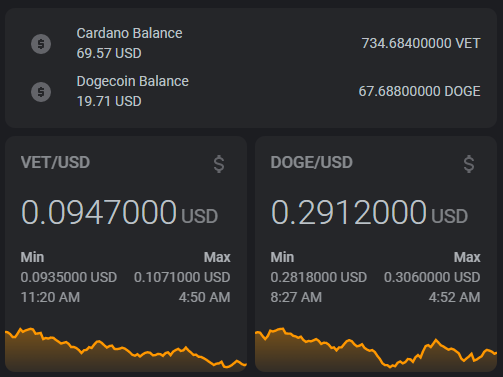 Cardano Balance
69.57 USD
734.68400000 VET
Dogecoin Balance
19.71 USD
67.68800000 DOGE
VET/USD
$
0.0947000 USD
Min Max
0.0935000 USD 0.1071000 USD
11:20 AM 4:50 AM
DOGE/USD
$
0.2912000 USD
Min Max
0.2818000 USD 0.3060000 USD
8:27 AM 4:52 AM